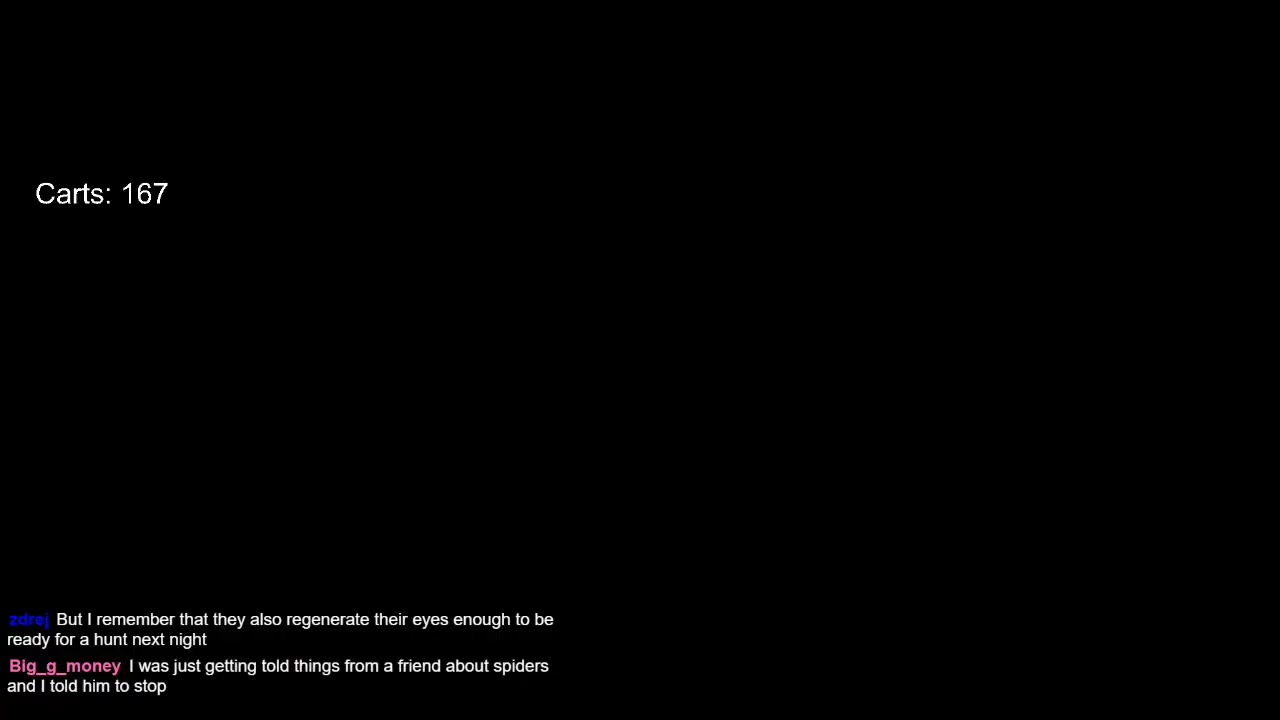 Carts: 167
zdrej But I remember that they also regenerate their eyes enough to be
ready for a hunt next night
Big_g_money I was just getting told things from a friend about spiders
and I told him to stop